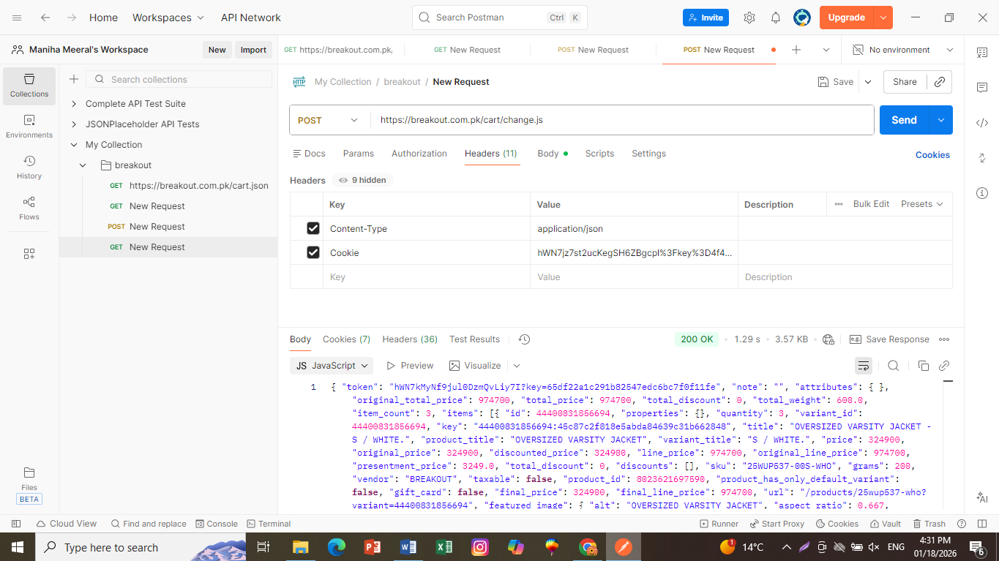 Home Workspaces API Network Search Postman Ctrl K Invite Upgrade
Maniha Meeral's Workspace New Import GET https://breakout.com.pk/ GET New Request POST New Request POST New Request No environment
Collections
Environments
History
Flows
Files
BETA
Search collections
Complete API Test Suite
JSONPlaceholder API Tests
My Collection
breakout
GET https://breakout.com.pk/cart.json
GET New Request
POST New Request
GET New Request
HTTP My Collection / breakout / New Request Save Share
POST https://breakout.com.pk/cart/change.js Send
Docs Params Authorization Headers (11) Body Scripts Settings Cookies
Headers 9 hidden
Key Value Description Bulk Edit Presets
Content-Type application/json
Cookie hWN7jz7st2ucKegSH6ZBgcpI%3Fkey%3D4f4...
Key Value Description
Body Cookies (7) Headers (36) Test Results 200 OK 1.29 s 3.57 KB e.g. Save Response
JS JavaScript Preview Visualize
1 { "token": "hWN7kMyNf9jul0DzmQvLiy7I?key=65df22a1c291b82547edc6bc7f0f11fe", "note": "", "attributes": { },
"original_total_price": 974700, "total_price": 974700, "total_discount": 0, "total_weight": 600.0,
"item_count": 3, "items": [{ "id": 44400831856694, "properties": {}, "quantity": 3, "variant_id":
44400831856694, "key": "44400831856694:45c87c2f818e5abda84639c31b662848", "title": "OVERSIZED VARSITY JACKET -
S / WHITE.", "product_title": "OVERSIZED VARSITY JACKET", "variant_title": "S / WHITE.", "price": 324900,
"original_price": 324900, "discounted_price": 324900, "line_price": 974700, "original_line_price": 974700,
"presentment_price": 3249.0, "total_discount": 0, "discounts": [], "sku": "25WUP537-00S-WHO", "grams": 200,
"vendor": "BREAKOUT", "taxable": false, "product_id": 8023621697590, "product_has_only_default_variant":
false, "gift_card": false, "final_price": 324900, "final_line_price": 974700, "url": "/products/25wup537-who?
variant=44400831856694", "featured_image": { "alt": "OVERSIZED VARSITY JACKET", "aspect_ratio": 0.667,
Cloud View Find and replace Console Terminal Runner Start Proxy Cookies Vault Trash
Type here to search 1 14°C ENG 4:31 PM
01/18/2026 6